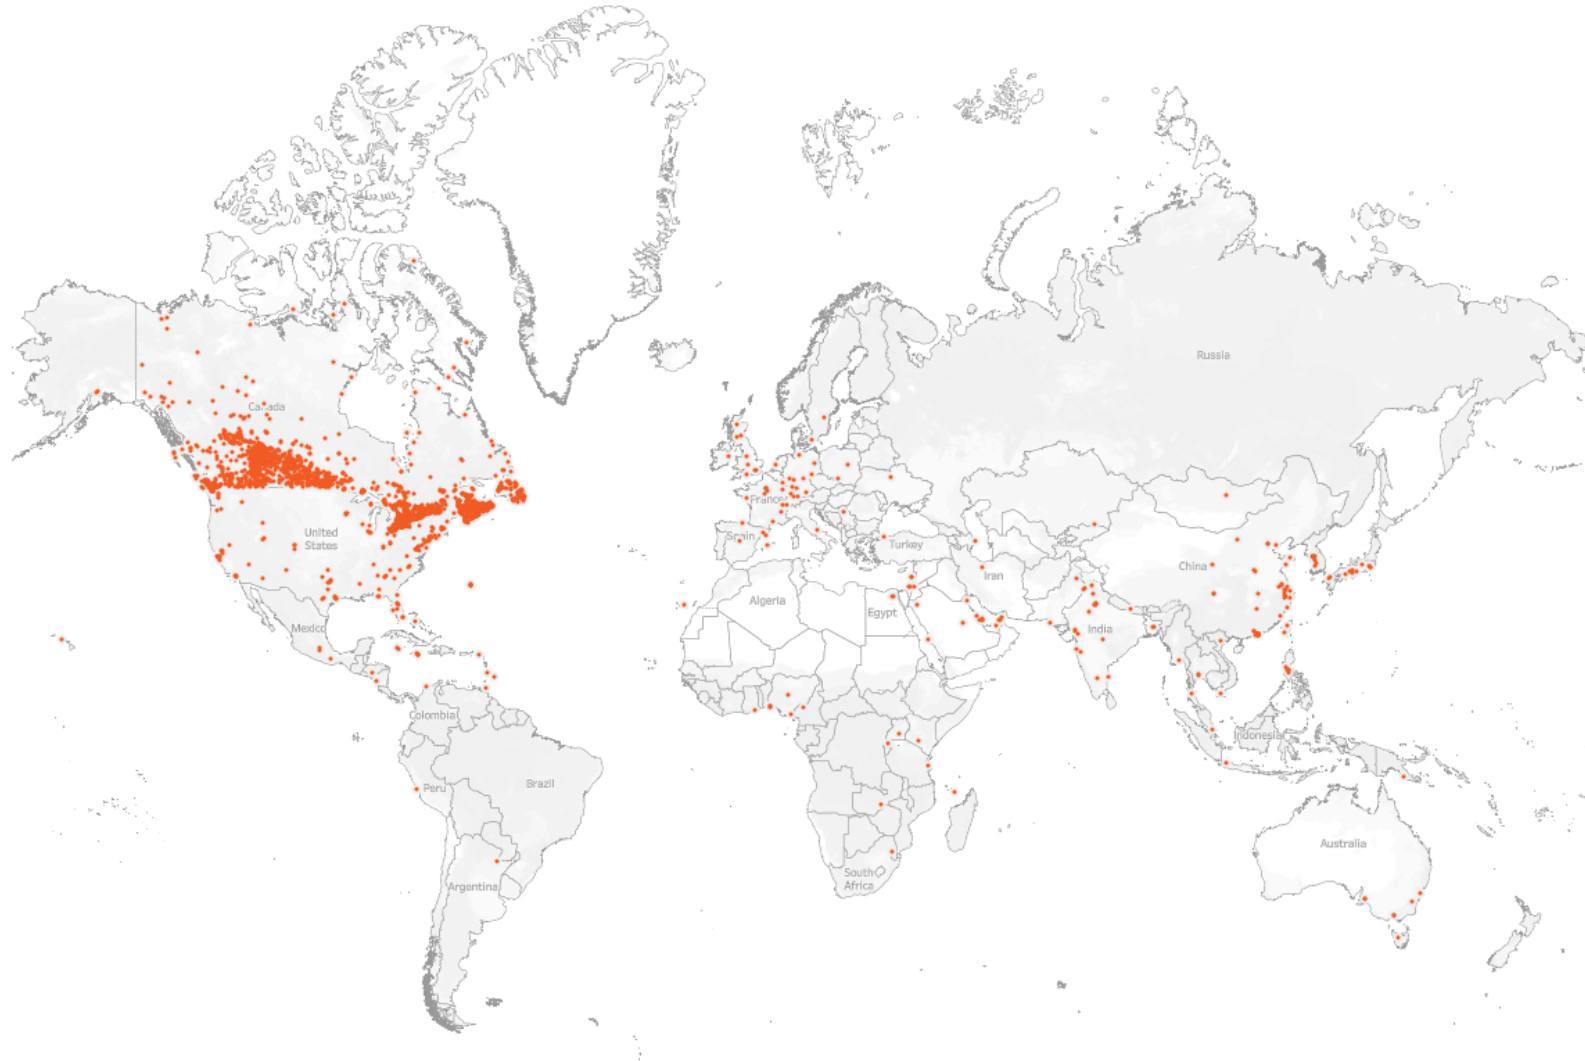 Russia
Canada
United
States
France
Spain
Turkey
China
Iran
Algeria
Egypt
India
Mexico
Colombia
Indonesia
Peru
Brazil
Australia
South
Africa
Argentina